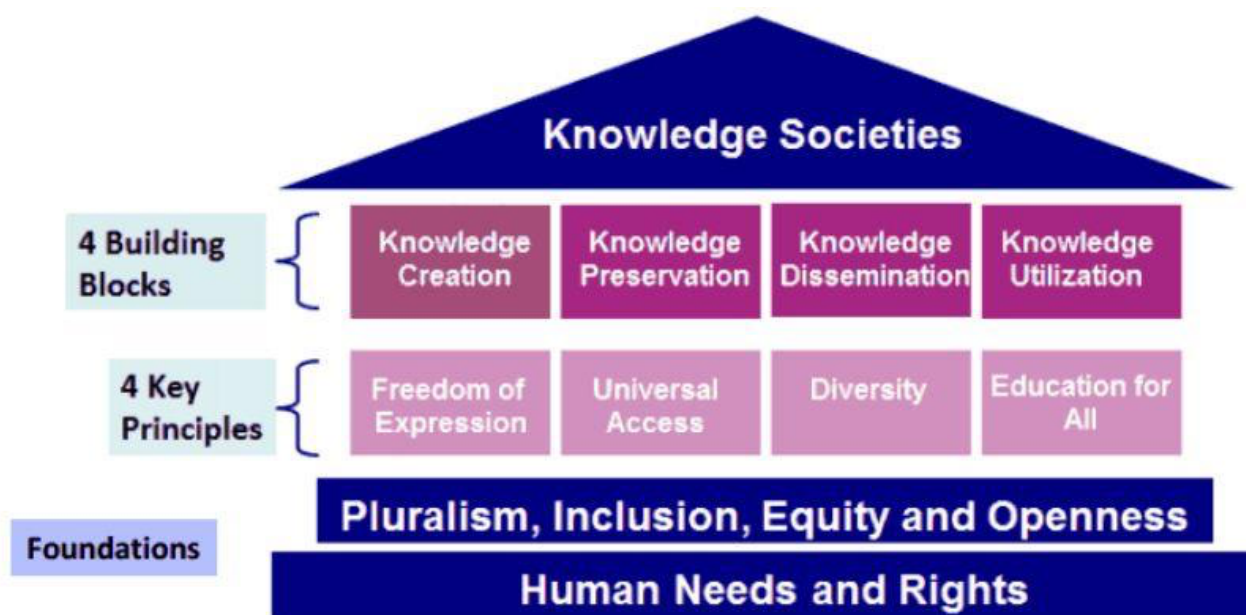 Knowledge Societies
4 Building
Blocks
Knowledge
Creation
Knowledge
Preservation
Knowledge
Dissemination
Knowledge
Utilization
4 Key
Principles
Freedom of
Expression
Universal
Access
Diversity
Education for
All
Foundations
Pluralism, Inclusion, Equity and Openness
Human Needs and Rights